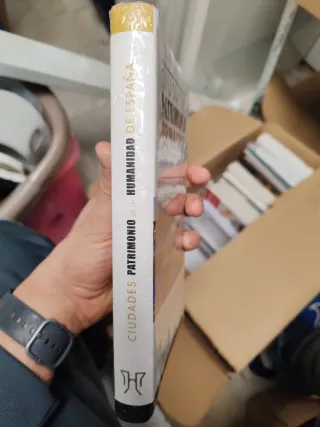 CIUDADES PATRIMONIO DE LA HUMANIDAD DE ESPAÑA